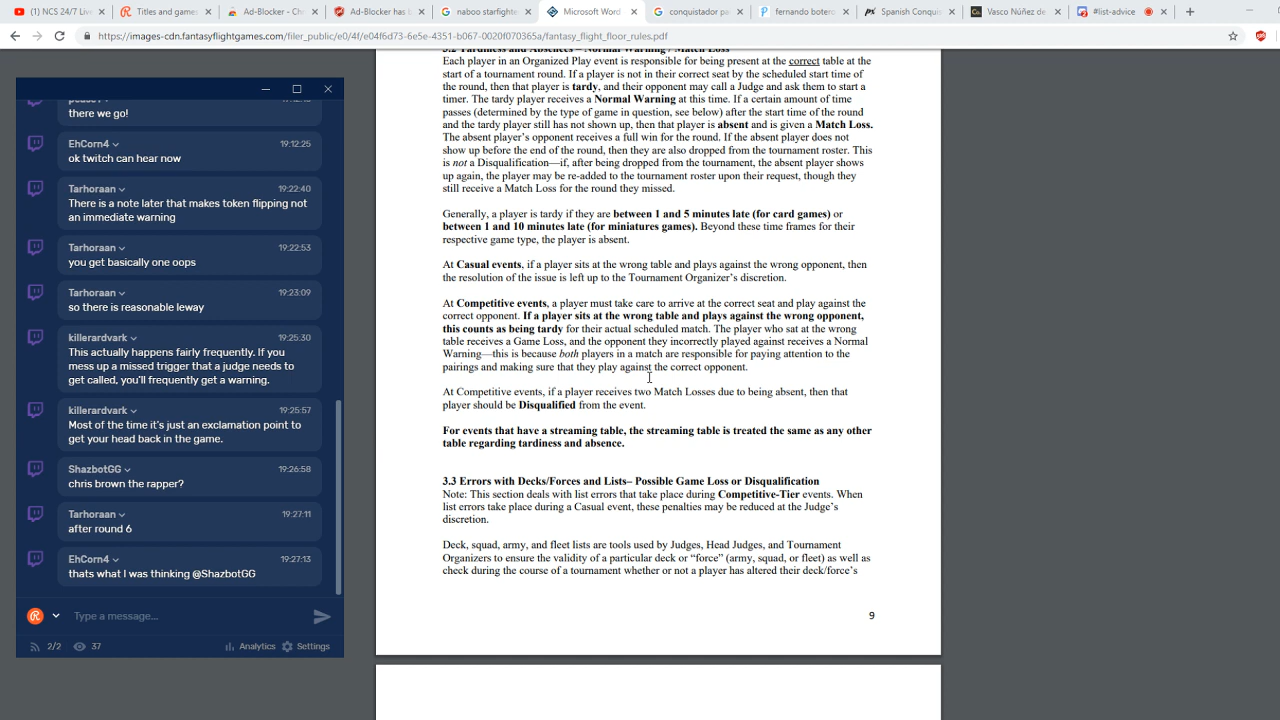 (1) NCS 24/7 Live
Titles and games
Ad-Blocker - Chr
Ad-Blocker has b
naboo starfighte
Microsoft Word
conquistador pa
fernando botero
Spanish Conquis
Vasco Núñez de
#list-advice
https://images-cdn.fantasyflightgames.com/filer_public/e0/4f/e04f6d73-6e5e-4351-b067-0020f070365a/fantasy_flight_floor_rules.pdf
there we go!
EhCorn4 19:12:25
ok twitch can hear now
Tarhoraan 19:22:40
There is a note later that makes token flipping not
an immediate warning
Tarhoraan 19:22:53
you get basically one oops
Tarhoraan 19:23:09
so there is reasonable leway
killerardvark 19:25:30
This actually happens fairly frequently. If you
mess up a missed trigger that a judge needs to
get called, you'll frequently get a warning.
killerardvark 19:25:57
Most of the time it's just an exclamation point to
get your head back in the game.
ShazbotGG 19:26:58
chris brown the rapper?
Tarhoraan 19:27:11
after round 6
EhCorn4 19:27:13
thats what I was thinking @ShazbotGG
Type a message...
2/2 37 Analytics Settings
3.2 Tardiness and Absences – Normal Warning / Match Loss
Each player in an Organized Play event is responsible for being present at the correct table at the
start of a tournament round. If a player is not in their correct seat by the scheduled start time of
the round, then that player is tardy, and their opponent may call a Judge and ask them to start a
timer. The tardy player receives a Normal Warning at this time. If a certain amount of time
passes (determined by the type of game in question, see below) after the start time of the round
and the tardy player still has not shown up, then that player is absent and is given a Match Loss.
The absent player's opponent receives a full win for the round. If the absent player does not
show up before the end of the round, then they are also dropped from the tournament roster. This
is not a Disqualification—if, after being dropped from the tournament, the absent player shows
up again, the player may be re-added to the tournament roster upon their request, though they
still receive a Match Loss for the round they missed.
Generally, a player is tardy if they are between 1 and 5 minutes late (for card games) or
between 1 and 10 minutes late (for miniatures games). Beyond these time frames for their
respective game type, the player is absent.
At Casual events, if a player sits at the wrong table and plays against the wrong opponent, then
the resolution of the issue is left up to the Tournament Organizer's discretion.
At Competitive events, a player must take care to arrive at the correct seat and play against the
correct opponent. If a player sits at the wrong table and plays against the wrong opponent,
this counts as being tardy for their actual scheduled match. The player who sat at the wrong
table receives a Game Loss, and the opponent they incorrectly played against receives a Normal
Warning—this is because both players in a match are responsible for paying attention to the
pairings and making sure that they play against the correct opponent.
At Competitive events, if a player receives two Match Losses due to being absent, then that
player should be Disqualified from the event.
For events that have a streaming table, the streaming table is treated the same as any other
table regarding tardiness and absence.
3.3 Errors with Decks/Forces and Lists– Possible Game Loss or Disqualification
Note: This section deals with list errors that take place during Competitive-Tier events. When
list errors take place during a Casual event, these penalties may be reduced at the Judge's
discretion.
Deck, squad, army, and fleet lists are tools used by Judges, Head Judges, and Tournament
Organizers to ensure the validity of a particular deck or “force” (army, squad, or fleet) as well as
check during the course of a tournament whether or not a player has altered their deck/force's
9